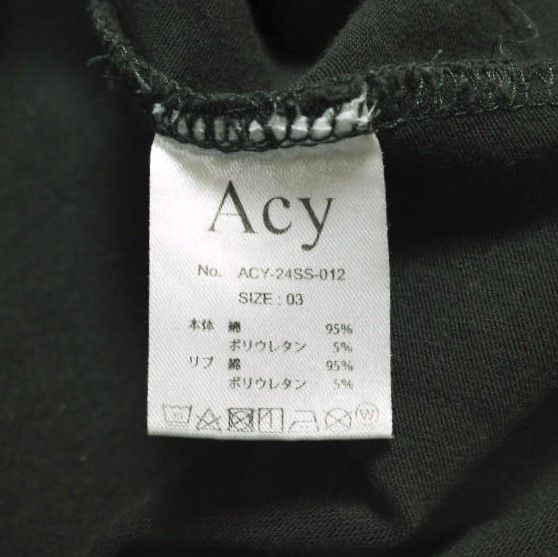 Acy
No. ACY-24SS-012
SIZE : 03
本体 綿 95%
ポリウレタン 5%
リブ 綿 95%
ポリウレタン 5%
W